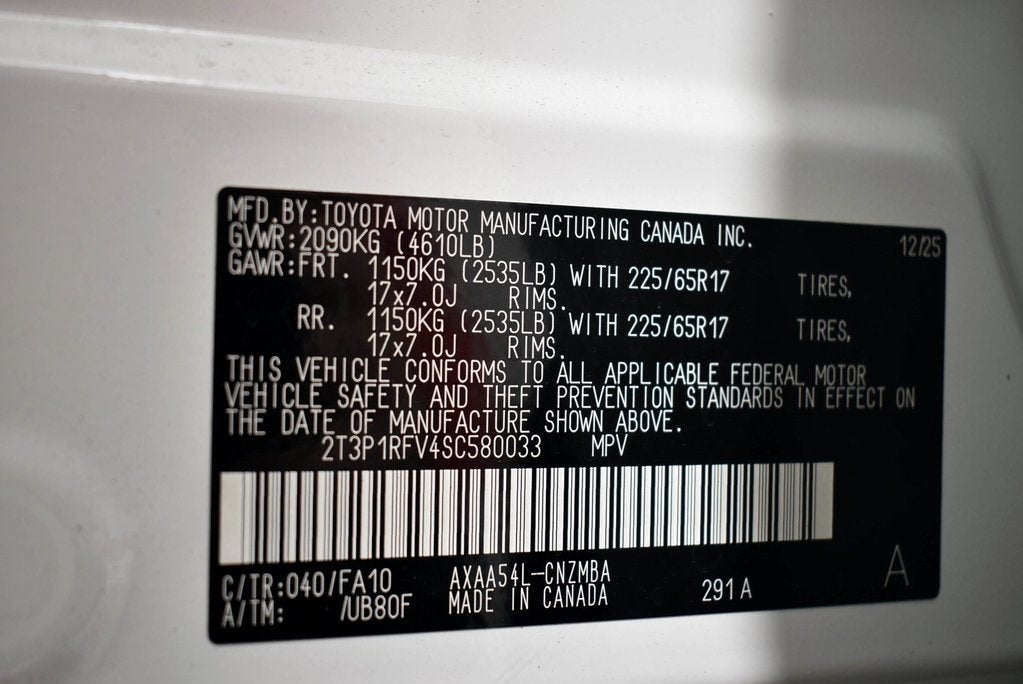 MFD.BY:TOYOTA MOTOR MANUFACTURING CANADA INC. 12/25
GVWR:2090KG (4610LB)
GAWR:FRT. 1150KG (2535LB) WITH 225/65R17 TIRES,
17x7.0J RIMS.
RR. 1150KG (2535LB) WITH 225/65R17 TIRES,
17x7.0J RIMS.
THIS VEHICLE CONFORMS TO ALL APPLICABLE FEDERAL MOTOR
VEHICLE SAFETY AND THEFT PREVENTION STANDARDS IN EFFECT ON
THE DATE OF MANUFACTURE SHOWN ABOVE.
2T3P1RFV4SC580033 MPV
C/TR:040/FA10 AXAA54L-CNZMBA
A/TM: /UB80F MADE IN CANADA 291A
A